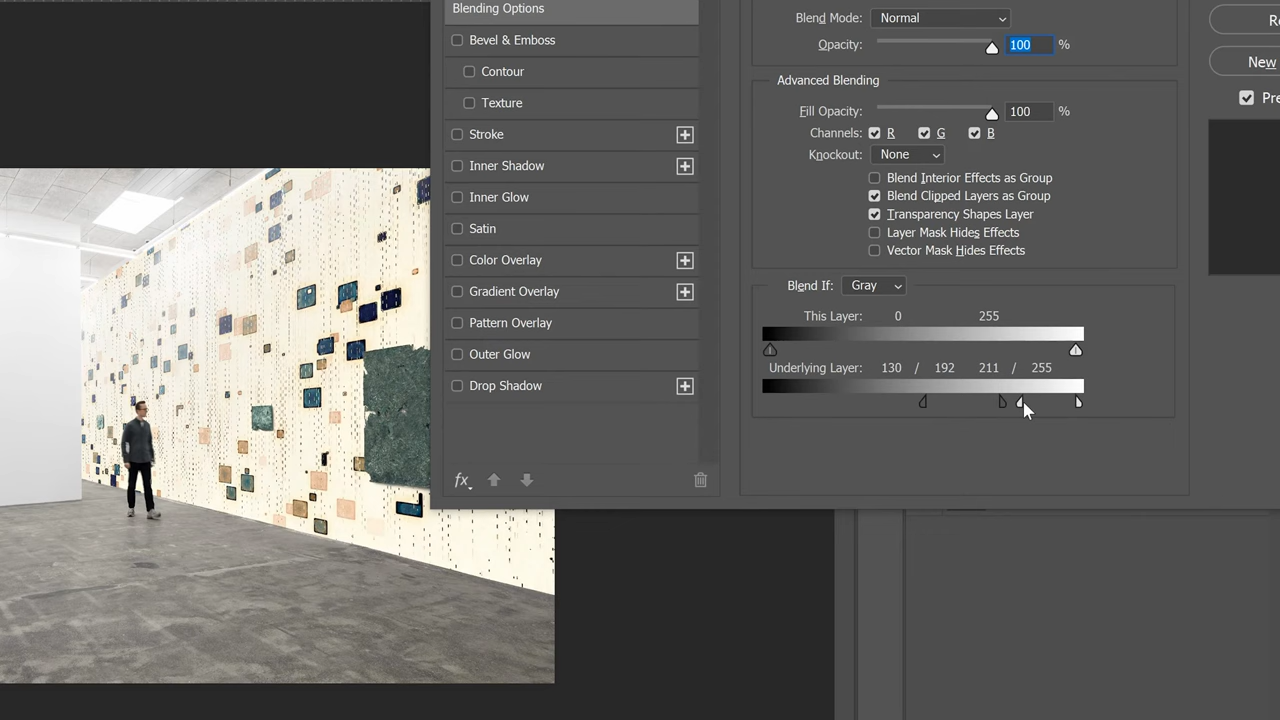 Blending Options
Bevel & Emboss
Contour
Texture
Stroke
Inner Shadow
Inner Glow
Satin
Color Overlay
Gradient Overlay
Pattern Overlay
Outer Glow
Drop Shadow
fx
Blend Mode: Normal
Opacity: 100 %
Advanced Blending
Fill Opacity: 100 %
Channels: R G B
Knockout: None
Blend Interior Effects as Group
Blend Clipped Layers as Group
Transparency Shapes Layer
Layer Mask Hides Effects
Vector Mask Hides Effects
Blend If: Gray
This Layer: 0 255
Underlying Layer: 130 / 192 211 / 255
Re
New
Pre